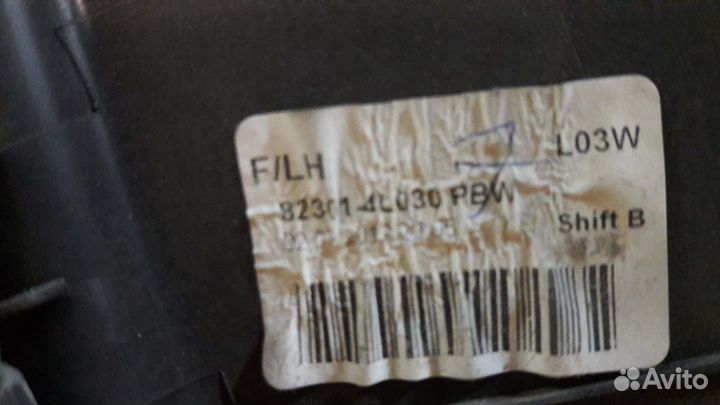 F/LH
L03W
82301-4L030 PBW
Shift B
Avito